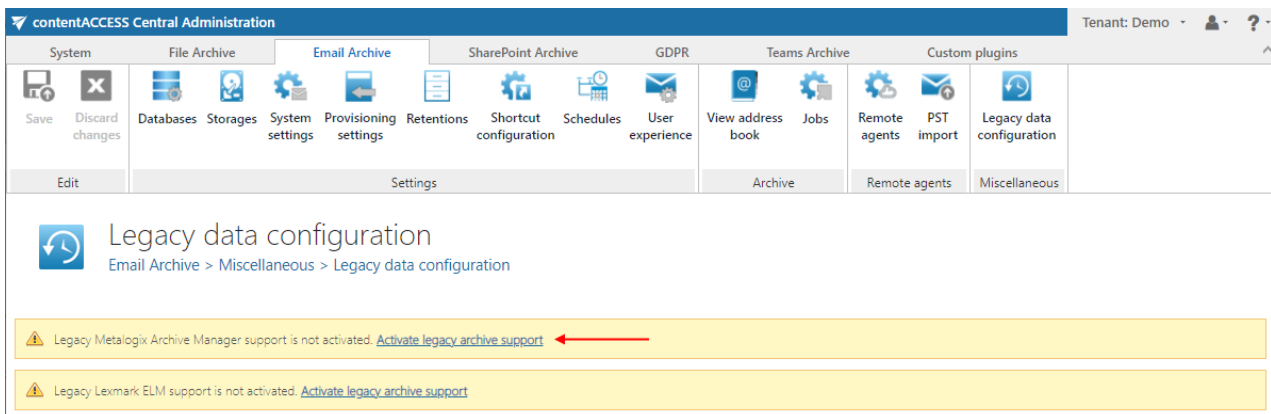 contentACCESS Central Administration
Tenant: Demo
?
System File Archive Email Archive SharePoint Archive GDPR Teams Archive Custom plugins
Save Discard changes Databases Storages System settings Provisioning settings Retentions Shortcut configuration Schedules User experience View address book Jobs Remote agents PST import Legacy data configuration
Edit Settings Archive Remote agents Miscellaneous
Legacy data configuration
Email Archive > Miscellaneous > Legacy data configuration
Legacy Metalogix Archive Manager support is not activated. Activate legacy archive support
Legacy Lexmark ELM support is not activated. Activate legacy archive support